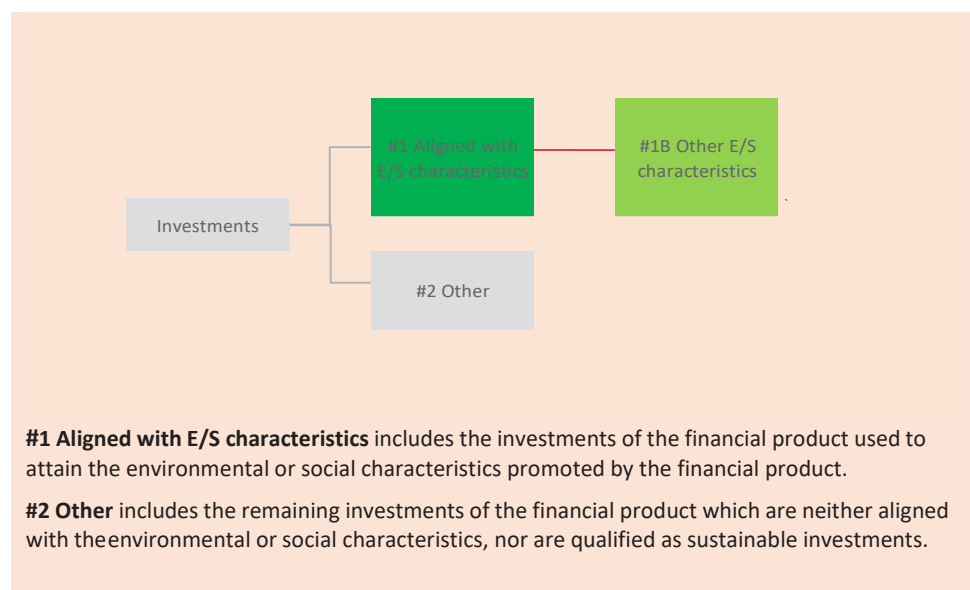 #1 Aligned with
E/S characteristics
#1B Other E/S
characteristics
`
Investments
#2 Other
#1 Aligned with E/S characteristics includes the investments of the financial product used to
attain the environmental or social characteristics promoted by the financial product.
#2 Other includes the remaining investments of the financial product which are neither aligned
with theenvironmental or social characteristics, nor are qualified as sustainable investments.